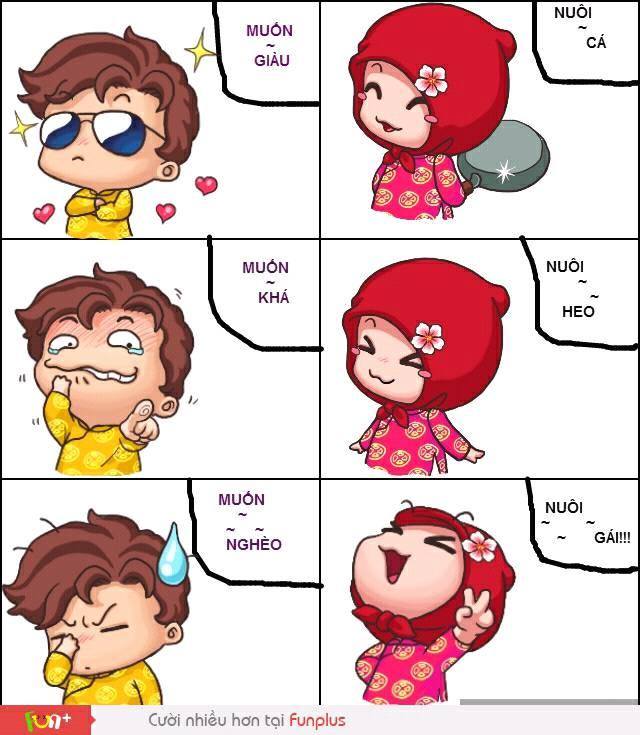 MUỐN
~
GIÀU
NUÔI
~
CÁ
MUỐN
~
KHÁ
NUÔI
~ ~
HEO
MUỐN
~
~ ~
NGHÈO
NUÔI
~ ~ ~
GÁI!!!
Fun+
Cười nhiều hơn tại Funplus